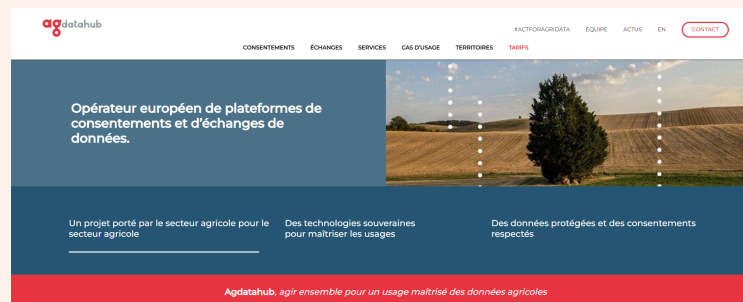 agdatahub
#ACTFORAGRIDATA ÉQUIPE ACTUS EN CONTACT
CONSENTEMENTS ÉCHANGES SERVICES CAS D'USAGE TERRITOIRES TARIFS
Opérateur européen de plateformes de
consentements et d'échanges de
données.
Un projet porté par le secteur agricole pour le
secteur agricole
Des technologies souveraines
pour maîtriser les usages
Des données protégées et des consentements
respectés
Agdatahub, agir ensemble pour un usage maîtrisé des données agricoles